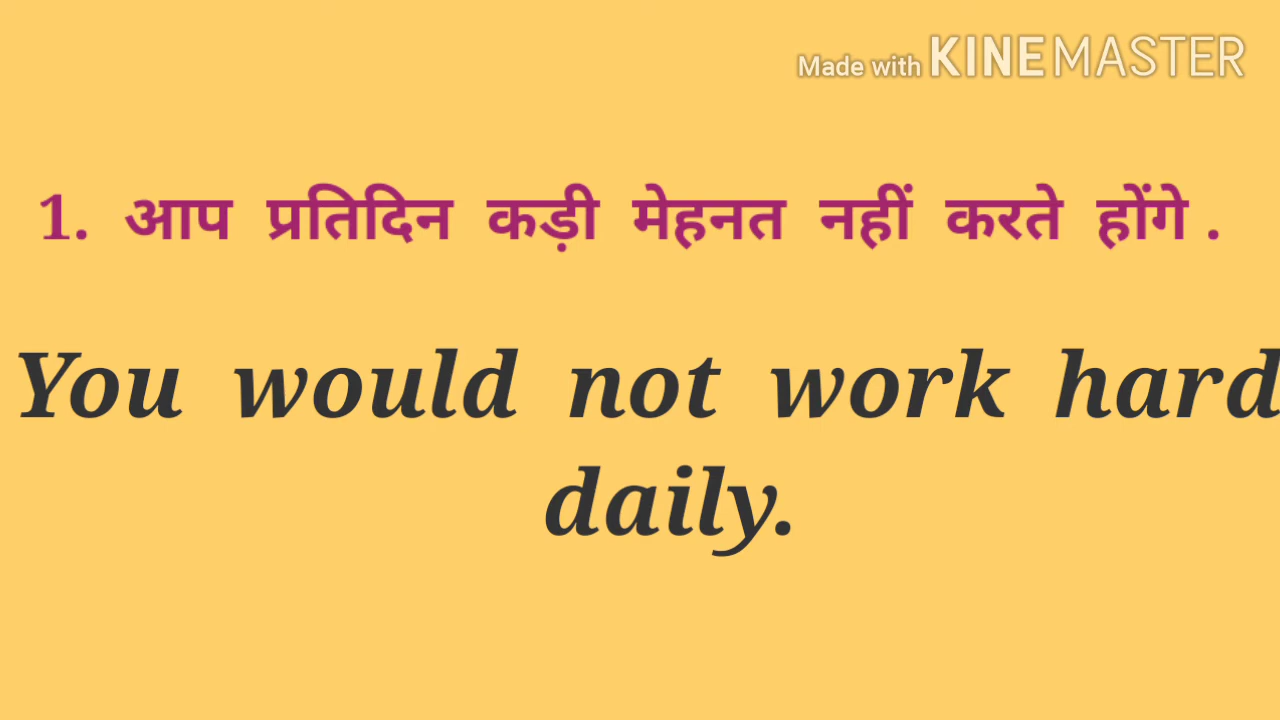 Made with KINEMASTER
1. आप प्रतिदिन कड़ी मेहनत नहीं करते होंगे .
You would not work hard
daily.